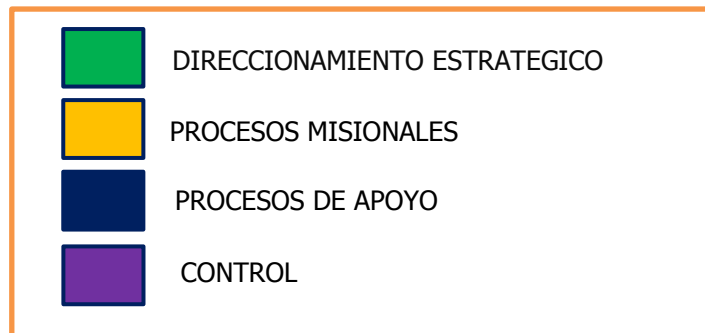 DIRECCIONAMIENTO ESTRATEGICO
PROCESOS MISIONALES
PROCESOS DE APOYO
CONTROL